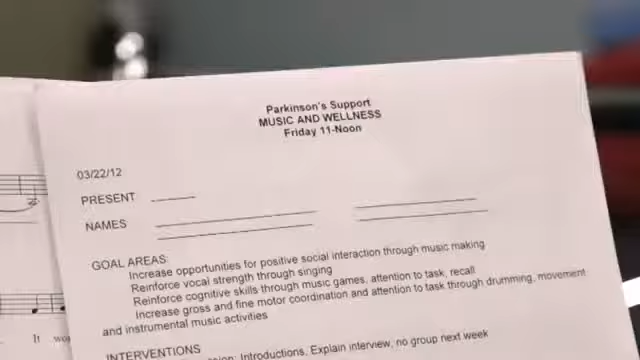 Parkinson's Support
MUSIC AND WELLNESS
Friday 11-Noon
03/22/12
PRESENT
NAMES
GOAL AREAS:
Increase opportunities for positive social interaction through music making
Reinforce vocal strength through singing
Reinforce cognitive skills through music games, attention to task, recall
Increase gross and fine motor coordination and attention to task through drumming, movement
and instrumental music activities
It
INTERVENTIONS
Introductions, Explain interview, no group next week